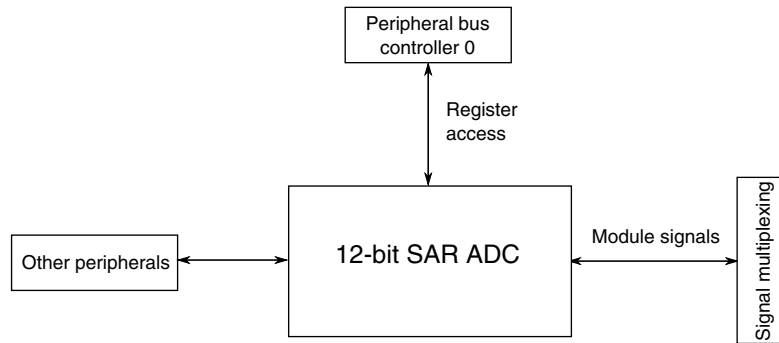 Peripheral bus
controller 0
Register
access
12-bit SAR ADC
Other peripherals
Module signals
Signal multiplexing